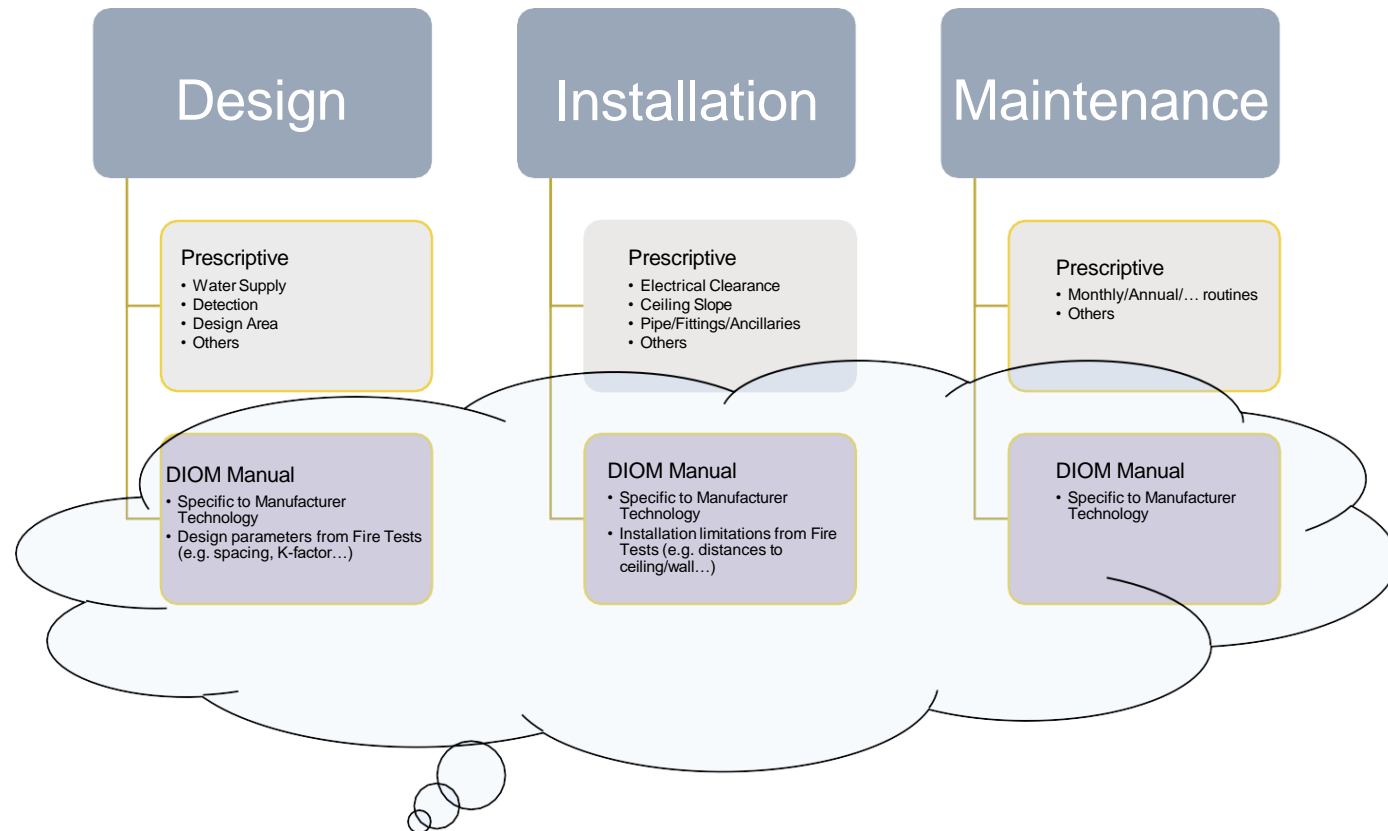 Design
Prescriptive
• Water Supply
• Detection
• Design Area
• Others
DIOM Manual
• Specific to Manufacturer
Technology
• Design parameters from Fire Tests
(e.g. spacing, K-factor…)
Installation
Prescriptive
• Electrical Clearance
• Ceiling Slope
• Pipe/Fittings/Ancillaries
• Others
DIOM Manual
• Specific to Manufacturer
Technology
• Installation limitations from Fire
Tests (e.g. distances to
ceiling/wall…)
Maintenance
Prescriptive
• Monthly/Annual/… routines
• Others
DIOM Manual
• Specific to Manufacturer
Technology